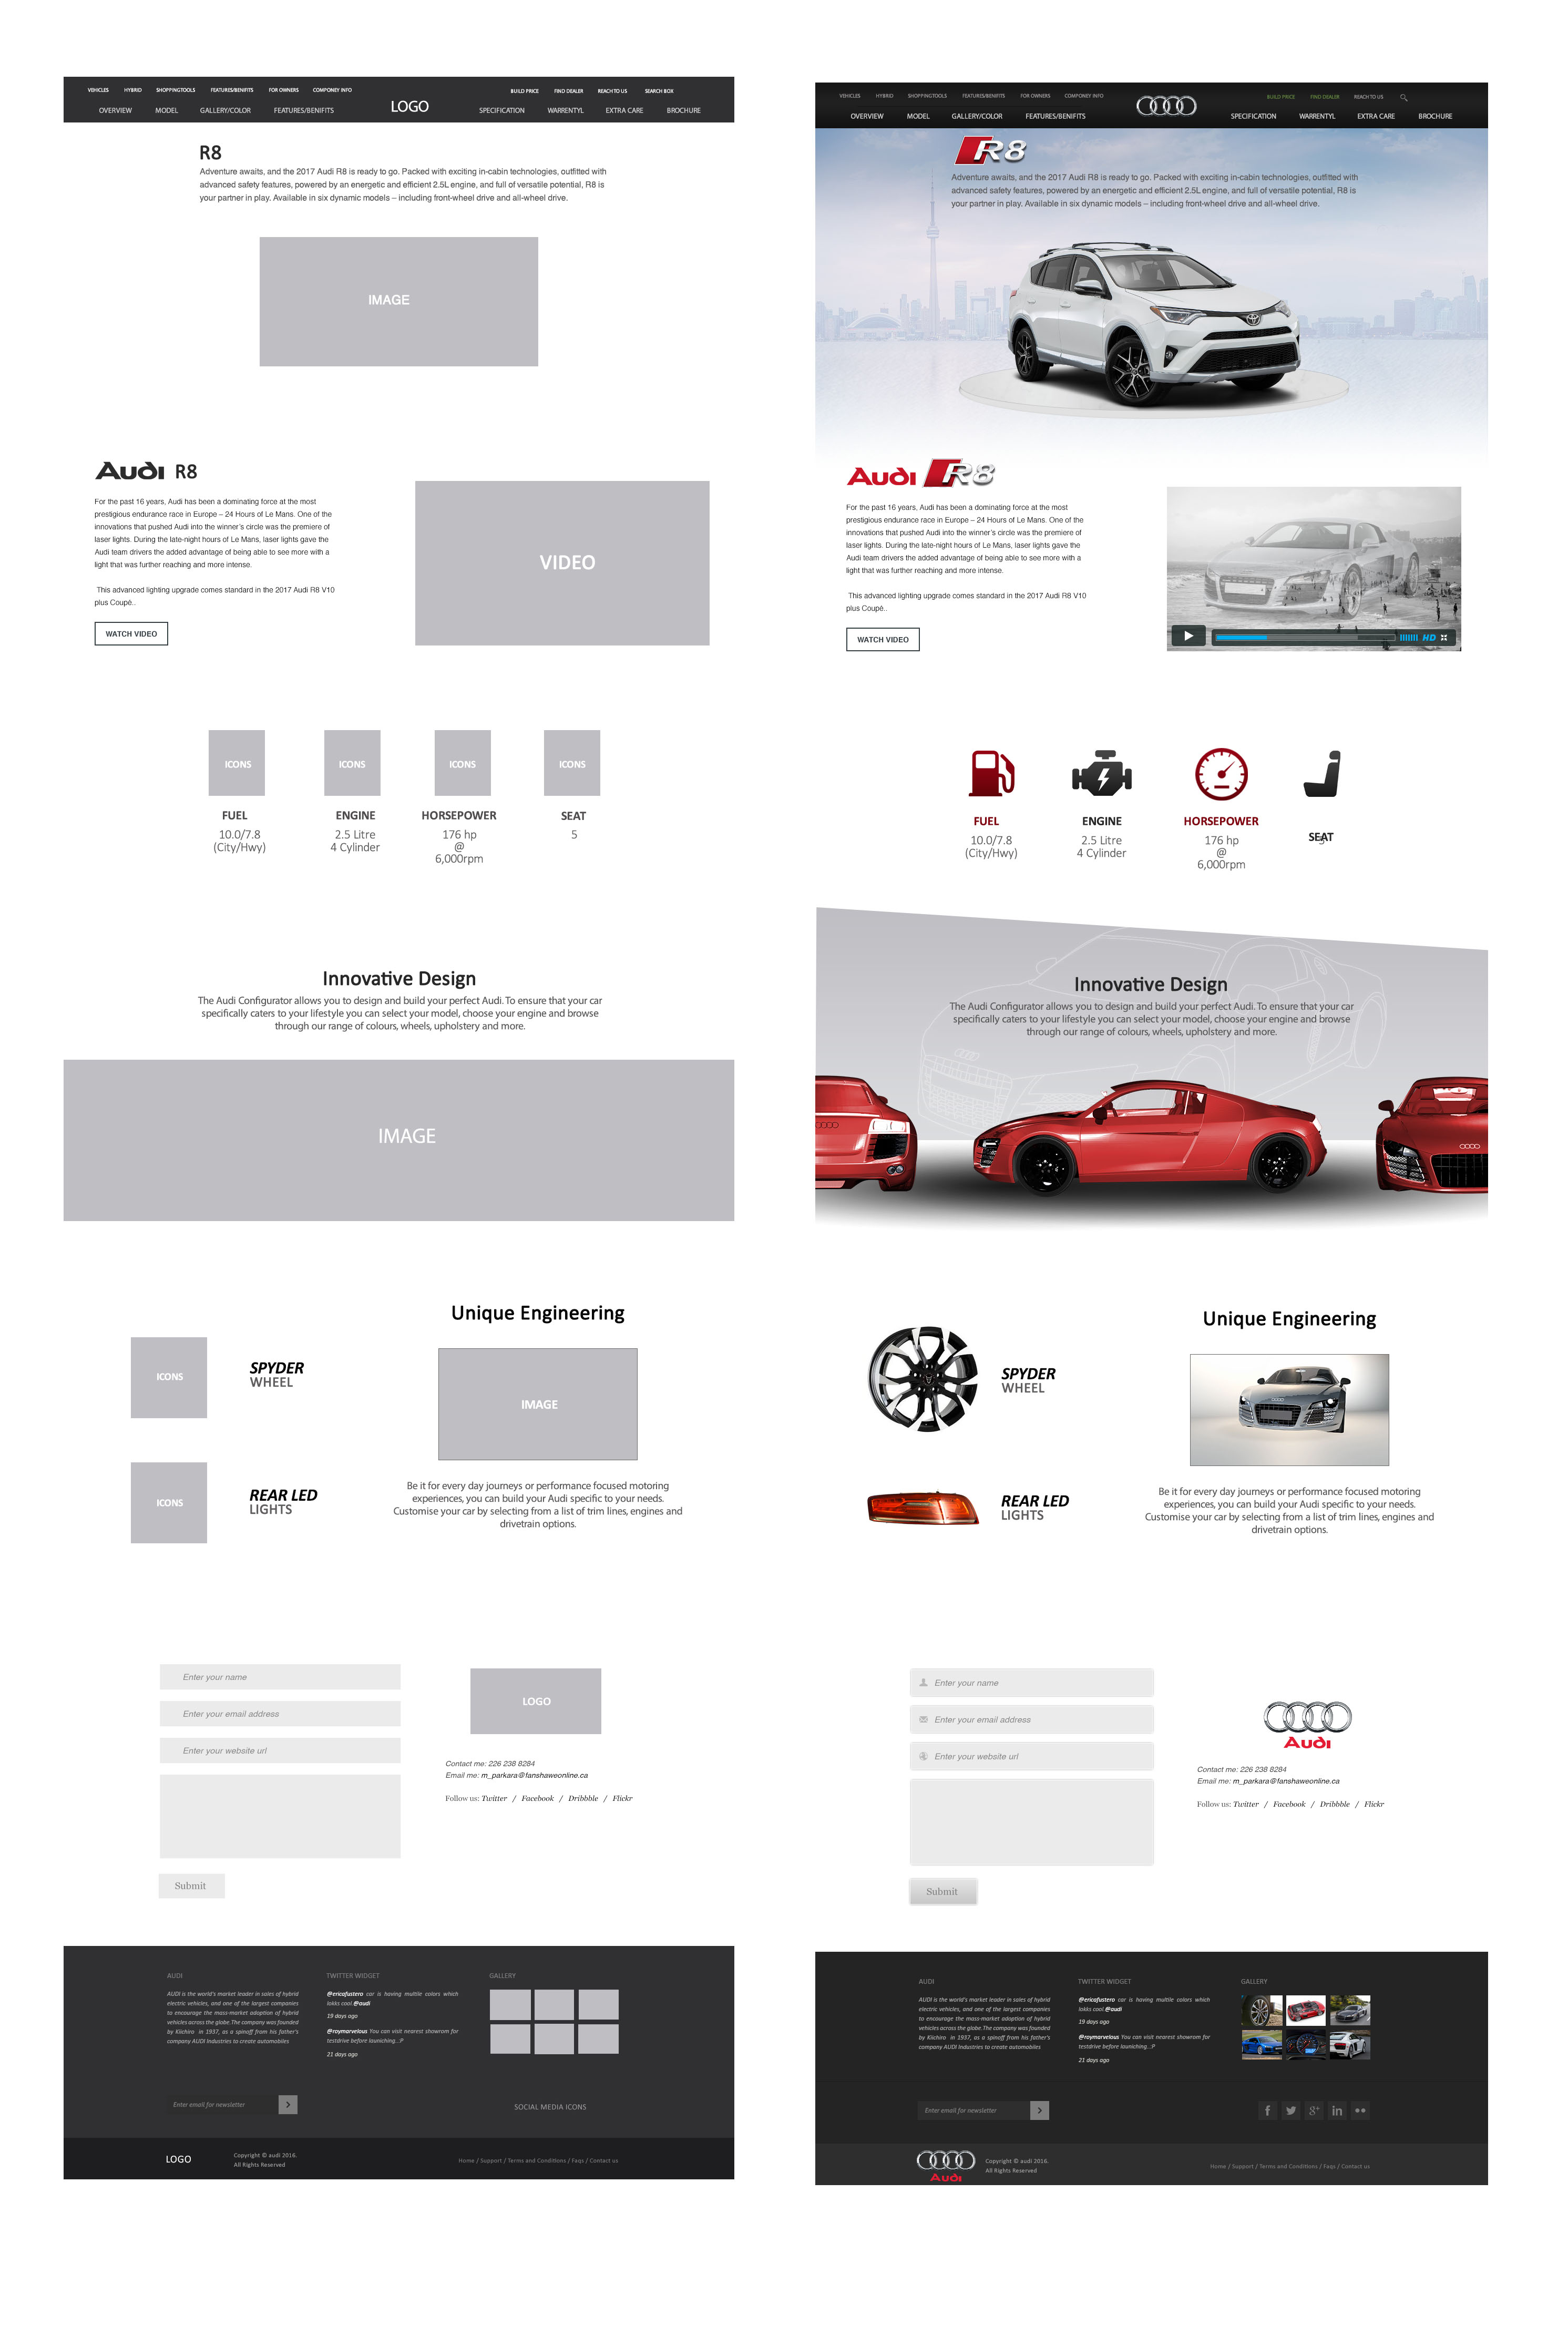 VEHICLES HYBRID SHOPPINGTOOLS FEATURES/BENIFITS FOR OWNERS COMPONEY INFO
BUILD PRICE FIND DEALER REACH TO US SEARCH BOX
OVERVIEW MODEL GALLERY/COLOR FEATURES/BENIFITS
LOGO
SPECIFICATION WARRENTYL EXTRA CARE BROCHURE
R8
Adventure awaits, and the 2017 Audi R8 is ready to go. Packed with exciting in-cabin technologies, outfitted with
advanced safety features, powered by an energetic and efficient 2.5L engine, and full of versatile potential, R8 is
your partner in play. Available in six dynamic models – including front-wheel drive and all-wheel drive.
IMAGE
Audi R8
For the past 16 years, Audi has been a dominating force at the most
prestigious endurance race in Europe – 24 Hours of Le Mans. One of the
innovations that pushed Audi into the winner's circle was the premiere of
laser lights. During the late-night hours of Le Mans, laser lights gave the
Audi team drivers the added advantage of being able to see more with a
light that was further reaching and more intense.
This advanced lighting upgrade comes standard in the 2017 Audi R8 V10
plus Coupé..
WATCH VIDEO
VIDEO
ICONS ICONS ICONS ICONS
FUEL ENGINE HORSEPOWER SEAT
10.0/7.8 2.5 Litre 176 hp 5
(City/Hwy) 4 Cylinder @
6,000rpm
Innovative Design
The Audi Configurator allows you to design and build your perfect Audi. To ensure that your car
specifically caters to your lifestyle you can select your model, choose your engine and browse
through our range of colours, wheels, upholstery and more.
IMAGE
Unique Engineering
ICONS
SPYDER
WHEEL
IMAGE
ICONS
REAR LED
LIGHTS
Be it for every day journeys or performance focused motoring
experiences, you can build your Audi specific to your needs.
Customise your car by selecting from a list of trim lines, engines and
drivetrain options.
Enter your name
Enter your email address
Enter your website url
Submit
LOGO
Contact me: 226 238 8284
Email me: m_parkara@fanshaweonline.ca
Follow us: Twitter / Facebook / Dribbble / Flickr
AUDI
AUDI is the world's market leader in sales of hybrid
electric vehicles, and one of the largest companies
to encourage the mass-market adoption of hybrid
vehicles across the globe.The company was founded
by Kiichiro in 1937, as a spinoff from his father's
company AUDI Industries to create automobiles
TWITTER WIDGET
@ericafustero car is having multile colors which
lokks cool @audi
19 days ago
@roymarvelous You can visit nearest showrom for
testdrive before launiching...!'
21 days ago
GALLERY
Enter email for newsletter
SOCIAL MEDIA ICONS
LOGO
Copyright © audi 2016.
All Rights Reserved
Home / Support / Terms and Conditions / Faqs / Contact us
VEHICLES HYBRID SHOPPINGTOOLS FEATURES/BENIFITS FOR OWNERS COMPONEY INFO
BUILD PRICE FIND DEALER REACH TO US
OVERVIEW MODEL GALLERY/COLOR FEATURES/BENIFITS
SPECIFICATION WARRENTYL EXTRA CARE BROCHURE
R8
Adventure awaits, and the 2017 Audi R8 is ready to go. Packed with exciting in-cabin technologies, outfitted with
advanced safety features, powered by an energetic and efficient 2.5L engine, and full of versatile potential, R8 is
your partner in play. Available in six dynamic models – including front-wheel drive and all-wheel drive.
Audi R8
For the past 16 years, Audi has been a dominating force at the most
prestigious endurance race in Europe – 24 Hours of Le Mans. One of the
innovations that pushed Audi into the winner's circle was the premiere of
laser lights. During the late-night hours of Le Mans, laser lights gave the
Audi team drivers the added advantage of being able to see more with a
light that was further reaching and more intense.
This advanced lighting upgrade comes standard in the 2017 Audi R8 V10
plus Coupé..
WATCH VIDEO
HD
FUEL ENGINE HORSEPOWER
SEAT
10.0/7.8 2.5 Litre 176 hp 5
(City/Hwy) 4 Cylinder @
6,000rpm
Innovative Design
The Audi Configurator allows you to design and build your perfect Audi. To ensure that your car
specifically caters to your lifestyle you can select your model, choose your engine and browse
through our range of colours, wheels, upholstery and more.
Unique Engineering
SPYDER
WHEEL
REAR LED
LIGHTS
Be it for every day journeys or performance focused motoring
experiences, you can build your Audi specific to your needs.
Customise your car by selecting from a list of trim lines, engines and
drivetrain options.
Enter your name
Enter your email address
Enter your website url
Submit
Audi
Contact me: 226 238 8284
Email me: m_parkara@fanshaweonline.ca
Follow us: Twitter / Facebook / Dribbble / Flickr
AUDI
AUDI is the world's market leader in sales of hybrid
electric vehicles, and one of the largest companies
to encourage the mass-market adoption of hybrid
vehicles across the globe.The company was founded
by Kiichiro in 1937, as a spinoff from his father's
company AUDI Industries to create automobiles
TWITTER WIDGET
@ericafustero car is having multile colors which
lokks cool @audi
19 days ago
@roymarvelous You can visit nearest showrom for
testdrive before launiching...!'
21 days ago
GALLERY
Enter email for newsletter
Audi
Copyright © audi 2016.
All Rights Reserved
Home / Support / Terms and Conditions / Faqs / Contact us